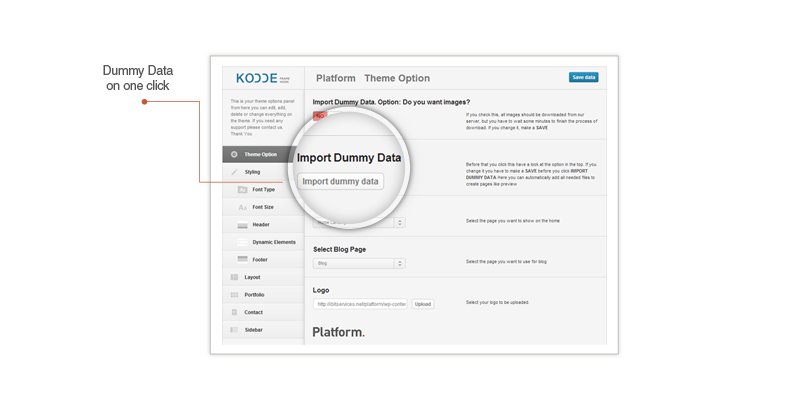 Dummy Data
on one click
KODDE
Platform Theme Option
Save data
This is your theme options panel
from here you can edit, add,
delete or change everything on
the theme. If you need any
support please contact us.
Thank You
Theme Option
Styling
Font Type
Font Size
Header
Dynamic Elements
Footer
Layout
Portfolio
Contact
Sidebar
Import Dummy Data. Option: Do you want images?
NO
If you check this, all images should be downloaded from our
server, but you have to wait some minutes to finish the process of
download. If you change it, make a SAVE
Import Dummy Data
Import dummy data
Before that you click this have a look at the option in the top. If you
change it you have to make a SAVE before you click IMPORT
DUMMY DATA Here you can automatically add all needed files to
create pages like preview
Select the page you want to show on the home
Select Blog Page
Blog
Select the page you want to use for blog
Logo
http://bitservices.net/platform/wp-conter
Upload
Select your logo to be uploaded.
Platform.